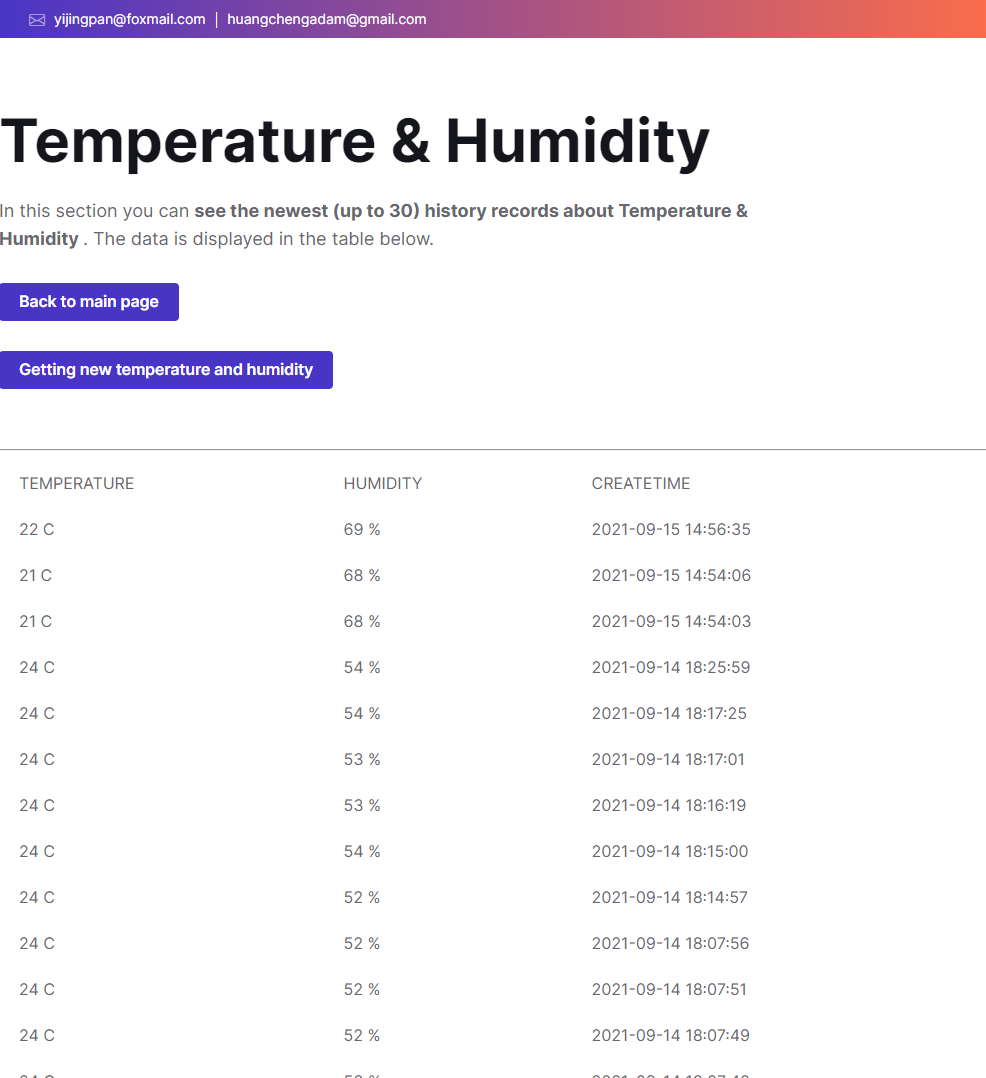 yijingpan@foxmail.com | huangchengadam@gmail.com
Temperature & Humidity
In this section you can see the newest (up to 30) history records about Temperature &
Humidity . The data is displayed in the table below.
Back to main page
Getting new temperature and humidity
TEMPERATURE HUMIDITY CREATETIME
22 C 69 % 2021-09-15 14:56:35
21 C 68 % 2021-09-15 14:54:06
21 C 68 % 2021-09-15 14:54:03
24 C 54 % 2021-09-14 18:25:59
24 C 54 % 2021-09-14 18:17:25
24 C 53 % 2021-09-14 18:17:01
24 C 53 % 2021-09-14 18:16:19
24 C 54 % 2021-09-14 18:15:00
24 C 52 % 2021-09-14 18:14:57
24 C 52 % 2021-09-14 18:07:56
24 C 52 % 2021-09-14 18:07:51
24 C 52 % 2021-09-14 18:07:49